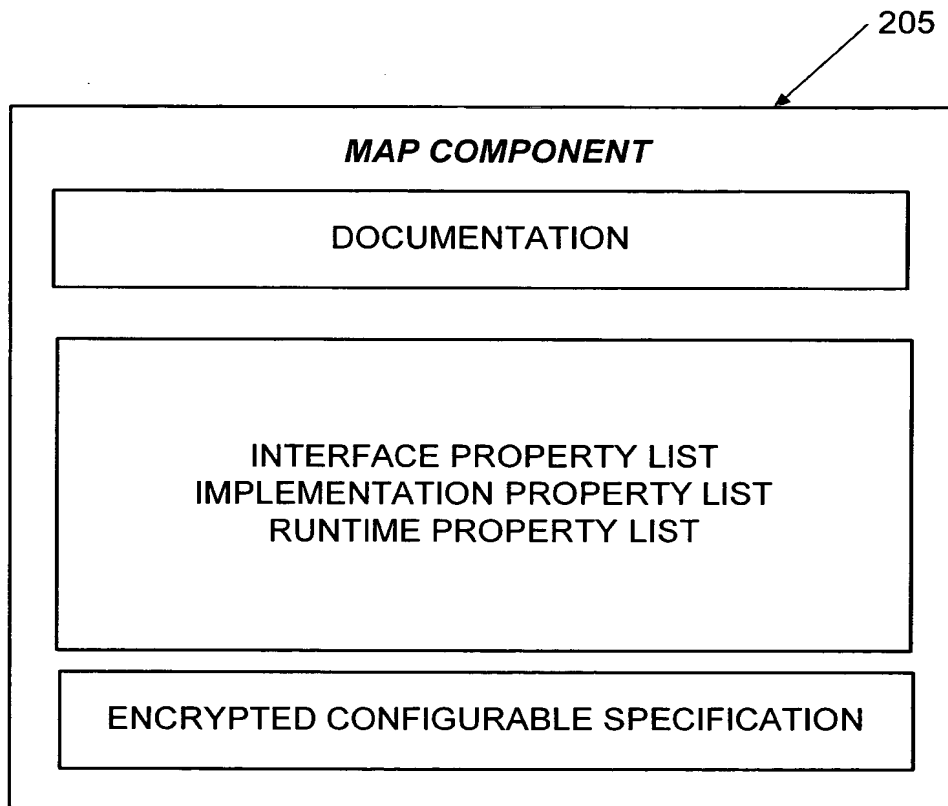 205
MAP COMPONENT
DOCUMENTATION
INTERFACE PROPERTY LIST
IMPLEMENTATION PROPERTY LIST
RUNTIME PROPERTY LIST
ENCRYPTED CONFIGURABLE SPECIFICATION